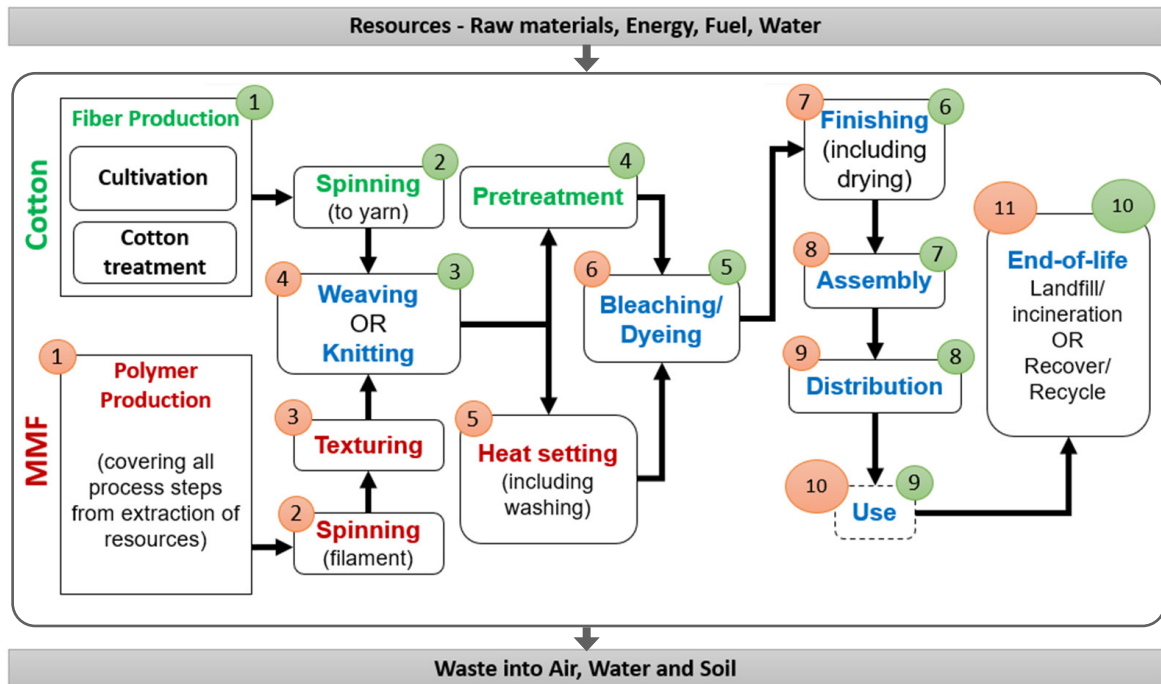 Resources - Raw materials, Energy, Fuel, Water
Cotton
1
Fiber Production
Cultivation
Cotton
treatment
2
Spinning
(to yarn)
4
3
Weaving
OR
Knitting
MMF
1
Polymer
Production
(covering all
process steps
from extraction of
resources)
3
Texturing
2
Spinning
(filament)
4
Pretreatment
5
Heat setting
(including
washing)
6
5
Bleaching/
Dyeing
7
6
Finishing
(including
drying)
8
7
Assembly
9
8
Distribution
10
9
Use
11
10
End-of-life
Landfill/
incineration
OR
Recover/
Recycle
Waste into Air, Water and Soil